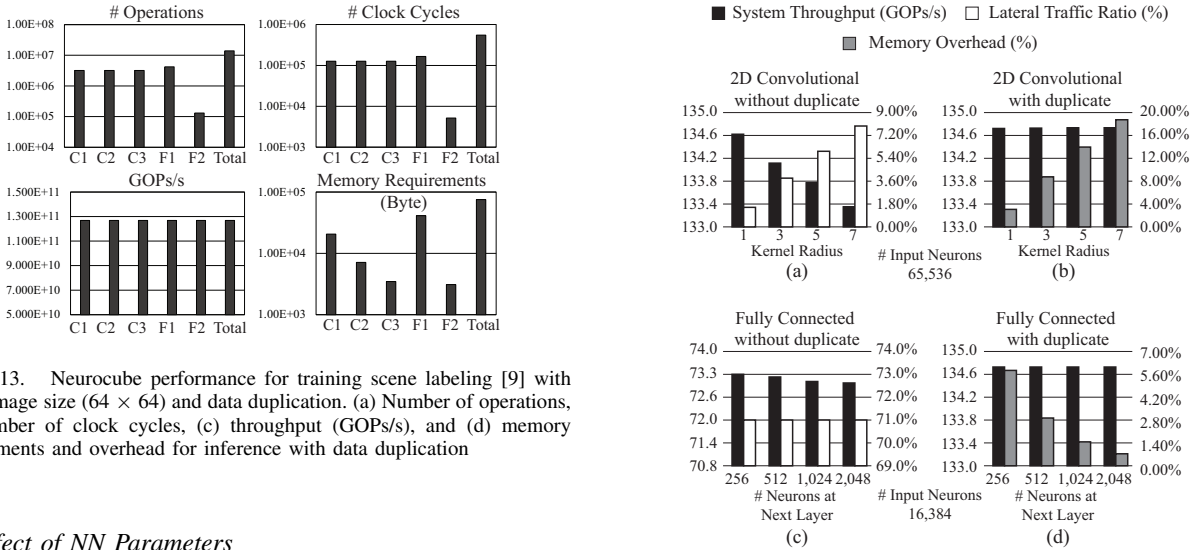 # Operations
1.00E+08
1.00E+07
1.00E+06
1.00E+05
1.00E+04
C1 C2 C3 F1 F2 Total
# Clock Cycles
1.00E+06
1.00E+05
1.00E+04
1.00E+03
C1 C2 C3 F1 F2 Total
GOPs/s
1.500E+11
1.300E+11
1.100E+11
9.000E+10
7.000E+10
5.000E+10
C1 C2 C3 F1 F2 Total
Memory Requirements
(Byte)
1.00E+05
1.00E+04
1.00E+03
C1 C2 C3 F1 F2 Total
13. Neurocube performance for training scene labeling [9] with
mage size (64 × 64) and data duplication. (a) Number of operations,
mber of clock cycles, (c) throughput (GOPs/s), and (d) memory
ments and overhead for inference with data duplication
fect of NN Parameters
System Throughput (GOPs/s) Lateral Traffic Ratio (%)
Memory Overhead (%)
2D Convolutional
without duplicate
135.0 9.00%
134.6 7.20%
134.2 5.40%
133.8 3.60%
133.4 1.80%
133.0 0.00%
1 3 5 7
Kernel Radius
(a)
# Input Neurons
65,536
2D Convolutional
with duplicate
135.0 20.00%
134.6 16.00%
134.2 12.00%
133.8 8.00%
133.4 4.00%
133.0 0.00%
1 3 5 7
Kernel Radius
(b)
Fully Connected
without duplicate
74.0 74.0%
73.3 73.0%
72.6 72.0%
72.0 71.0%
71.4 70.0%
70.8 69.0%
256 512 1,024 2,048
# Neurons at
Next Layer
(c)
# Input Neurons
16,384
Fully Connected
with duplicate
135.0 7.00%
134.6 5.60%
134.2 4.20%
133.8 2.80%
133.4 1.40%
133.0 0.00%
256 512 1,024 2,048
# Neurons at
Next Layer
(d)